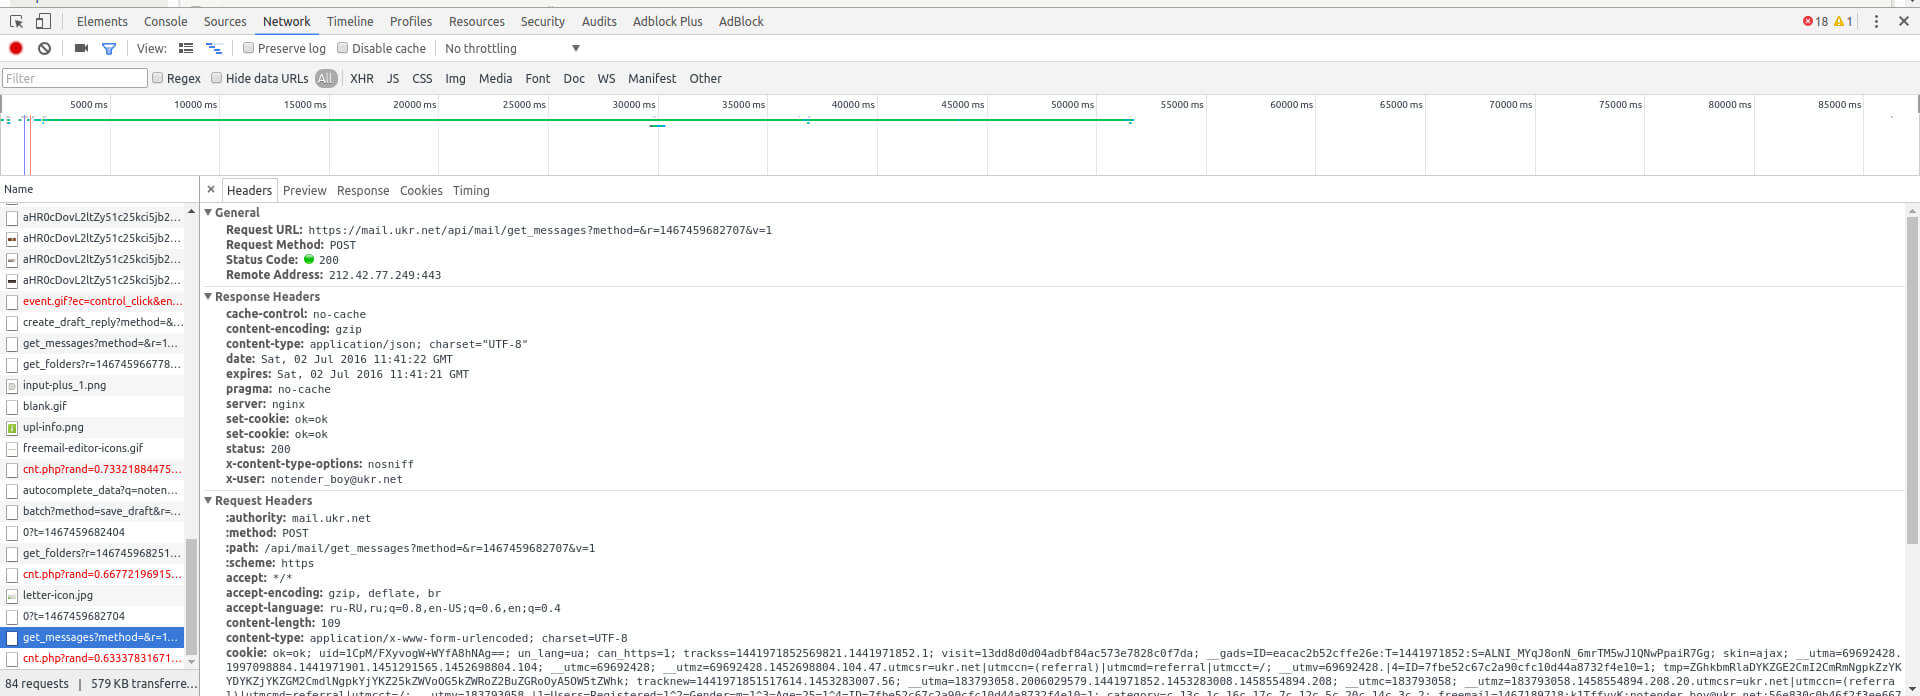 Elements Console Sources Network Timeline Profiles Resources Security Audits Adblock Plus AdBlock 18 1
View: Preserve log Disable cache No throttling
Filter Regex Hide data URLs All XHR JS CSS Img Media Font Doc WS Manifest Other
5000 ms 10000 ms 15000 ms 20000 ms 25000 ms 30000 ms 35000 ms 40000 ms 45000 ms 50000 ms 55000 ms 60000 ms 65000 ms 70000 ms 75000 ms 80000 ms 85000 ms
Name
aHR0cDovL2ltZy51c25kci5jb2...
aHR0cDovL2ltZy51c25kci5jb2...
aHR0cDovL2ltZy51c25kci5jb2...
aHR0cDovL2ltZy51c25kci5jb2...
event.gif?ec=control_click&en...
create_draft_reply?method=&...
get_messages?method=&r=1...
get_folders?r=146745966778...
input-plus_1.png
blank.gif
upl-info.png
freemail-editor-icons.gif
cnt.php?rand=0.73321884475...
autocomplete_data?q=noten...
batch?method=save_draft&r=...
0?t=1467459682404
get_folders?r=146745968251...
cnt.php?rand=0.66772196915...
letter-icon.jpg
0?t=1467459682704
get_messages?method=&r=1...
cnt.php?rand=0.63337831671...
84 requests | 579 KB transferre...
× Headers Preview Response Cookies Timing
General
Request URL: https://mail.ukr.net/api/mail/get_messages?method=&r=1467459682707&v=1
Request Method: POST
Status Code: 200
Remote Address: 212.42.77.249:443
Response Headers
cache-control: no-cache
content-encoding: gzip
content-type: application/json; charset="UTF-8"
date: Sat, 02 Jul 2016 11:41:22 GMT
expires: Sat, 02 Jul 2016 11:41:21 GMT
pragma: no-cache
server: nginx
set-cookie: ok=ok
set-cookie: ok=ok
status: 200
x-content-type-options: nosniff
x-user: notender_boy@ukr.net
Request Headers
:authority: mail.ukr.net
:method: POST
:path: /api/mail/get_messages?method=&r=1467459682707&v=1
:scheme: https
accept: */*
accept-encoding: gzip, deflate, br
accept-language: ru-RU,ru;q=0.8,en-US;q=0.6,en;q=0.4
content-length: 109
content-type: application/x-www-form-urlencoded; charset=UTF-8
cookie: ok=ok; uid=1CpM/FXyvogW+WYfA8hNAg==; un_lang=ua; can_https=1; trackss=1441971852569821.1441971852.1; visit=13dd8d0d04adbf84ac573e7828c0f7da; __gads=ID=eacac2b52cffe26e:T=1441971852:S=ALNI_MYqJ8onN_6mrTM5wJ1QNwPpaiR7Gg; skin=ajax; __utma=69692428.
1997098884.1441971901.1451291565.1452698804.104; __utmc=69692428; __utmz=69692428.1452698804.104.47.utmcsr=ukr.net|utmccn=(referral)|utmcmd=referral|utmcct=/; __utmv=69692428.|4=ID=7fbe52c67c2a90cfc10d44a8732f4e10=1; tmp=ZGhkbmRlaDYKZGE2CmI2CmRmNgpkZzYK
YDYKZjYKZGM2CmdlNgpkYjYKZ25kZWVoOG5kZWRoZ2BuZGRoOyA5OW5tZWhk; tracknew=1441971851517614.1453283007.56; __utma=183793058.2006029579.1441971852.1453283008.1458554894.208; __utmc=183793058; __utmz=183793058.1458554894.208.20.utmcsr=ukr.net|utmccn=(referra